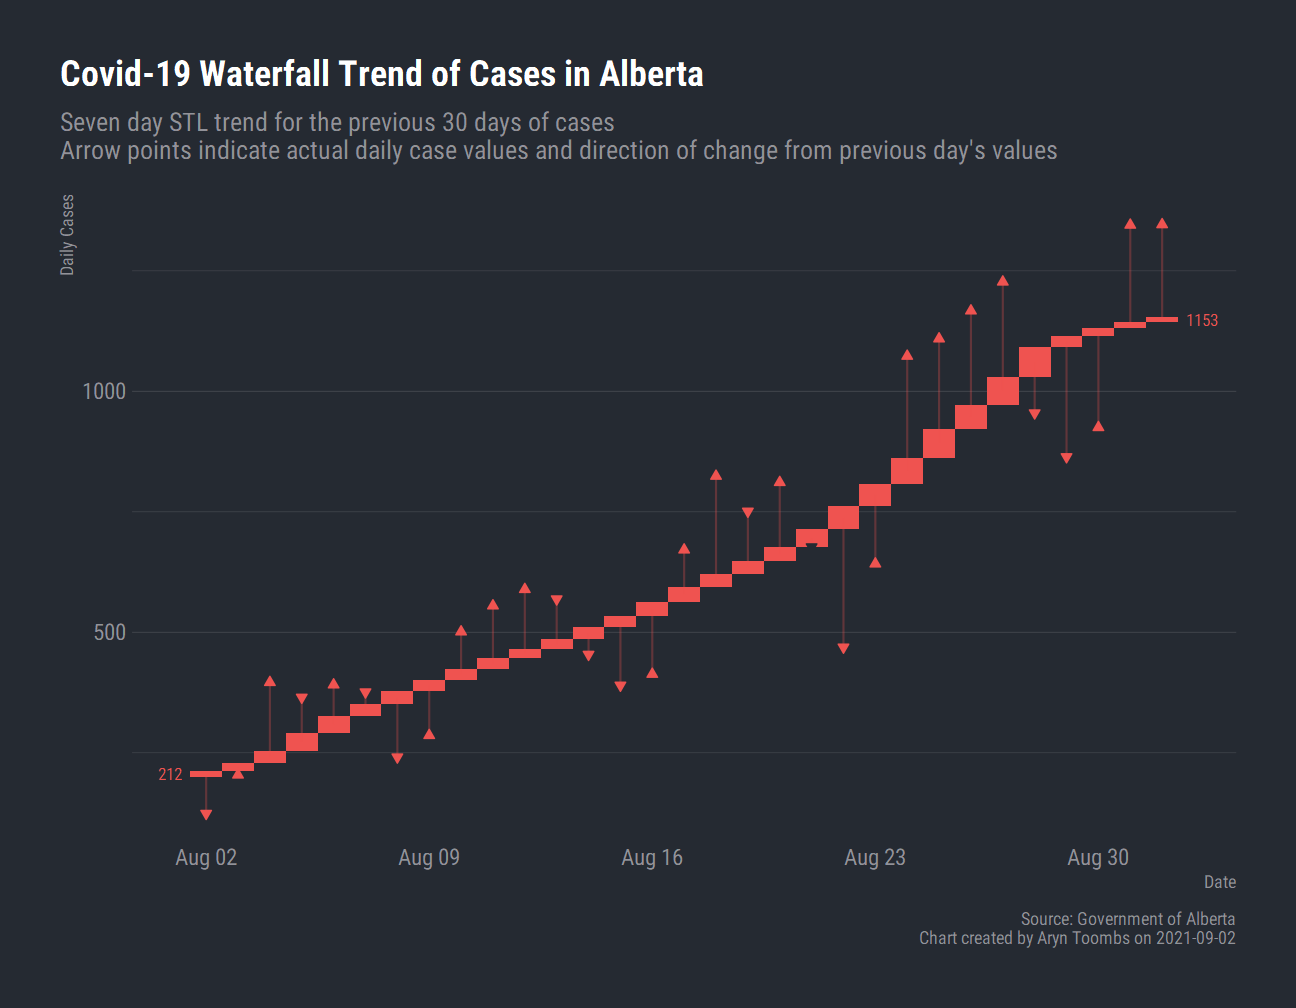 Covid-19 Waterfall Trend of Cases in Alberta
Seven day STL trend for the previous 30 days of cases
Arrow points indicate actual daily case values and direction of change from previous day's values
Daily Cases
1000
500
1153
212
Aug 02
Aug 09
Aug 16
Aug 23
Aug 30
Date
Source: Government of Alberta
Chart created by Aryn Toombs on 2021-09-02